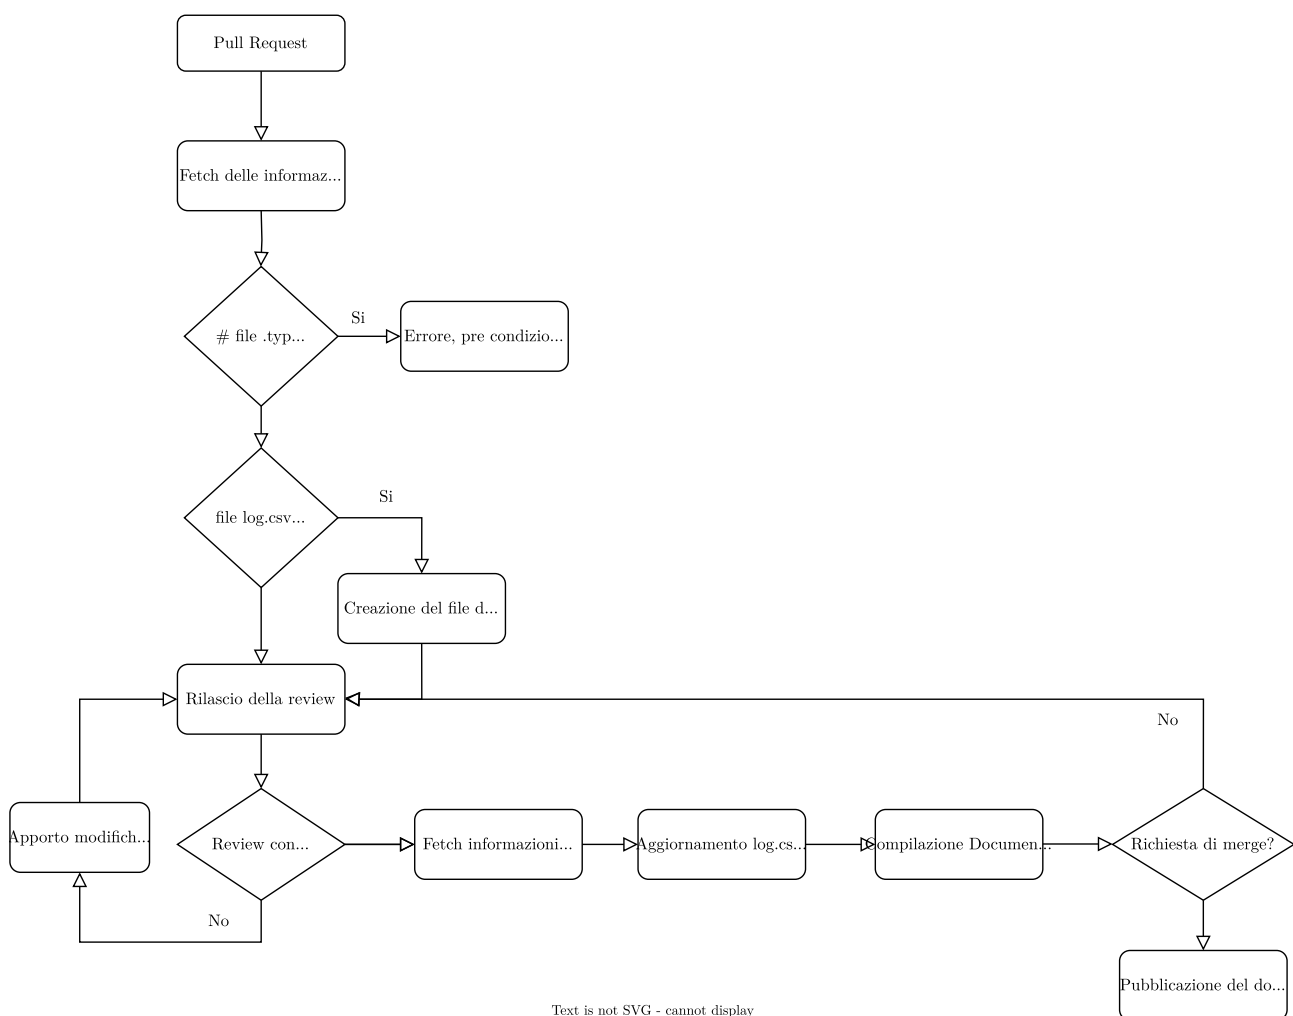 Pull Request
Fetch delle informaz...
# file .typ...
Si
Errore, pre condizio...
file log.csv...
Si
Creazione del file d...
Rilascio della review
No
Apporto modifich...
Review con...
Fetch informazioni...
Aggiornamento log.cs...
Compilazione Documen...
Richiesta di merge?
No
Pubblicazione del do...
Text is not SVG - cannot display